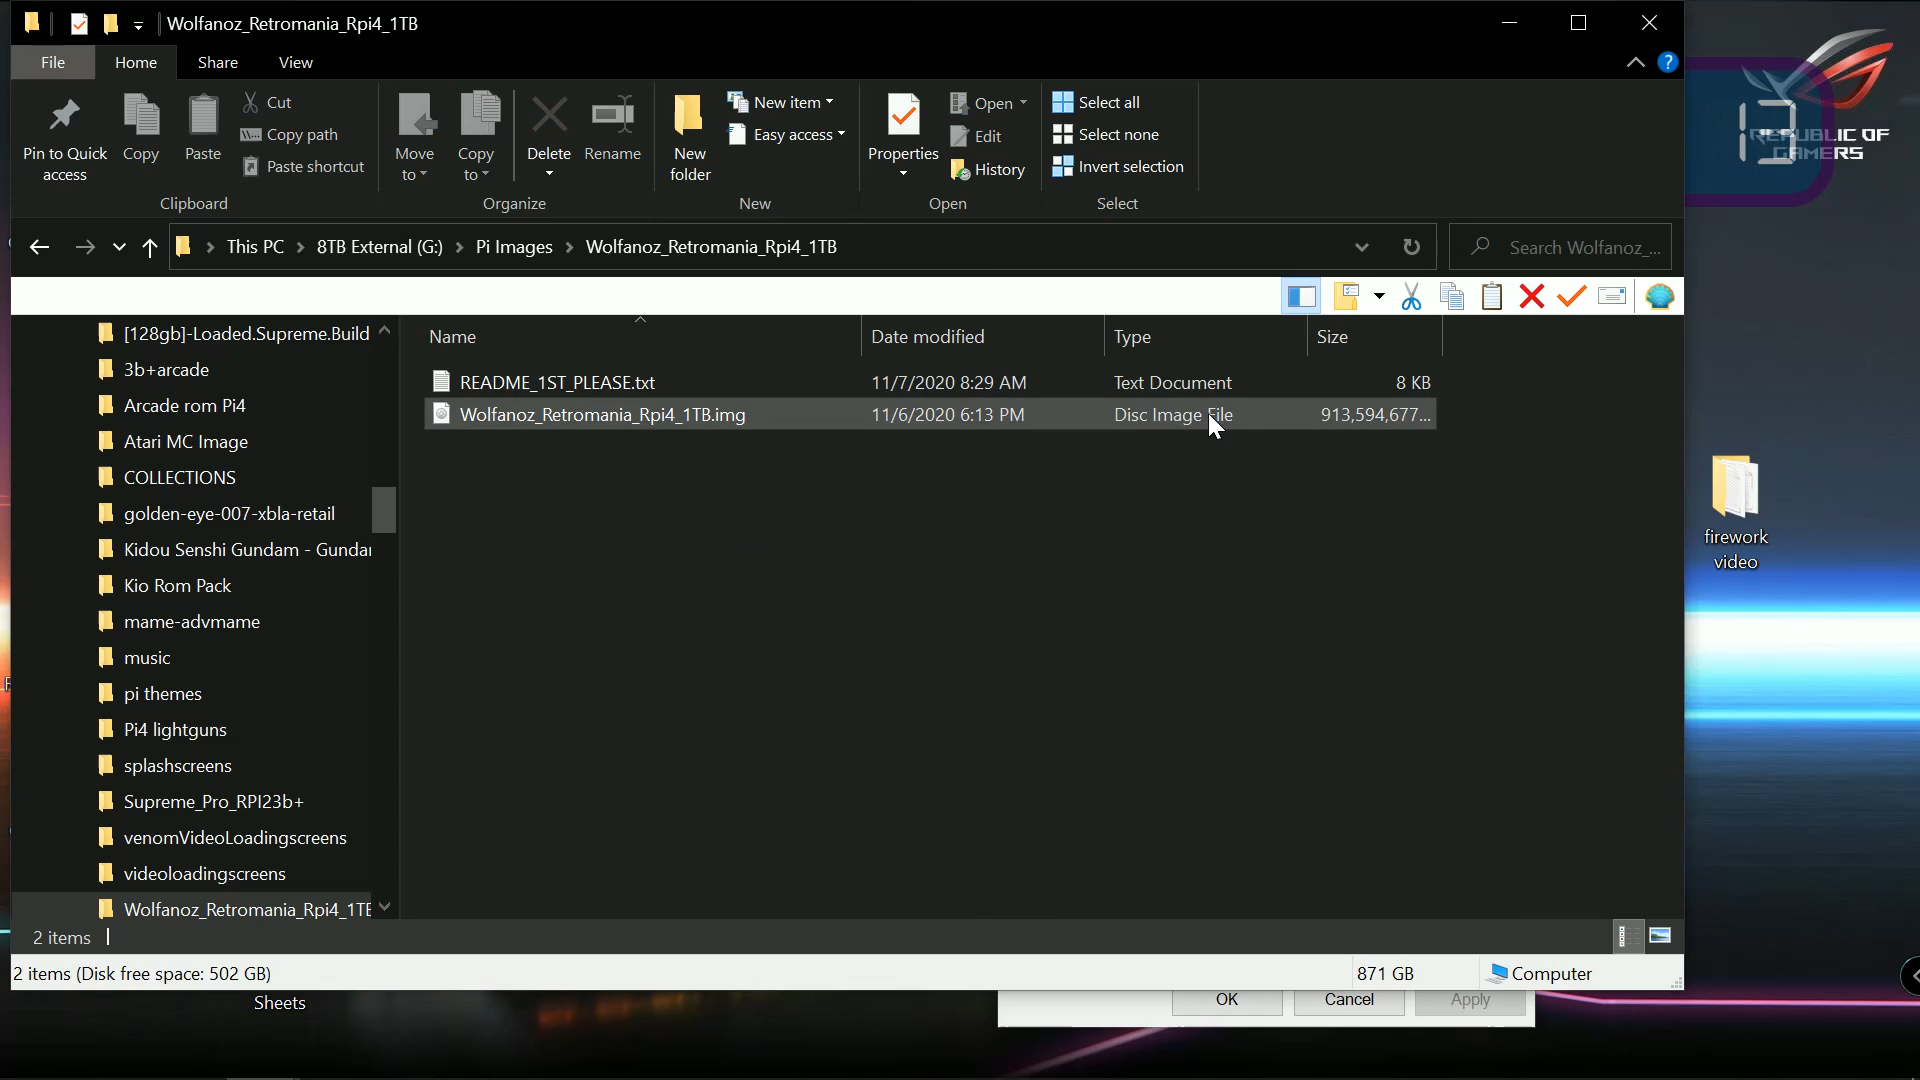 Wolfanoz_Retromania_Rpi4_1TB
File Home Share View
Pin to Quick access
Copy
Paste
Cut
Copy path
Paste shortcut
Clipboard
Move to
Copy to
Delete
Rename
Organize
New folder
New item
Easy access
New
Properties
Open
Edit
History
Open
Select all
Select none
Invert selection
Select
This PC > 8TB External (G:) > Pi Images > Wolfanoz_Retromania_Rpi4_1TB
Search Wolfanoz_...
Name Date modified Type Size
README_1ST_PLEASE.txt 11/7/2020 8:29 AM Text Document 8 KB
Wolfanoz_Retromania_Rpi4_1TB.img 11/6/2020 6:13 PM Disc Image File 913,594,677...
[128gb]-Loaded.Supreme.Build
3b+arcade
Arcade rom Pi4
Atari MC Image
COLLECTIONS
golden-eye-007-xbla-retail
Kidou Senshi Gundam - Gundar
Kio Rom Pack
mame-advmame
music
pi themes
Pi4 lightguns
splashscreens
Supreme_Pro_RPI23b+
venomVideoLoadingscreens
videoloadingscreens
Wolfanoz_Retromania_Rpi4_1TE
2 items
2 items (Disk free space: 502 GB) 871 GB Computer
Sheets
OK Cancel Apply
REPUBLIC OF
GAMERS
firework
video